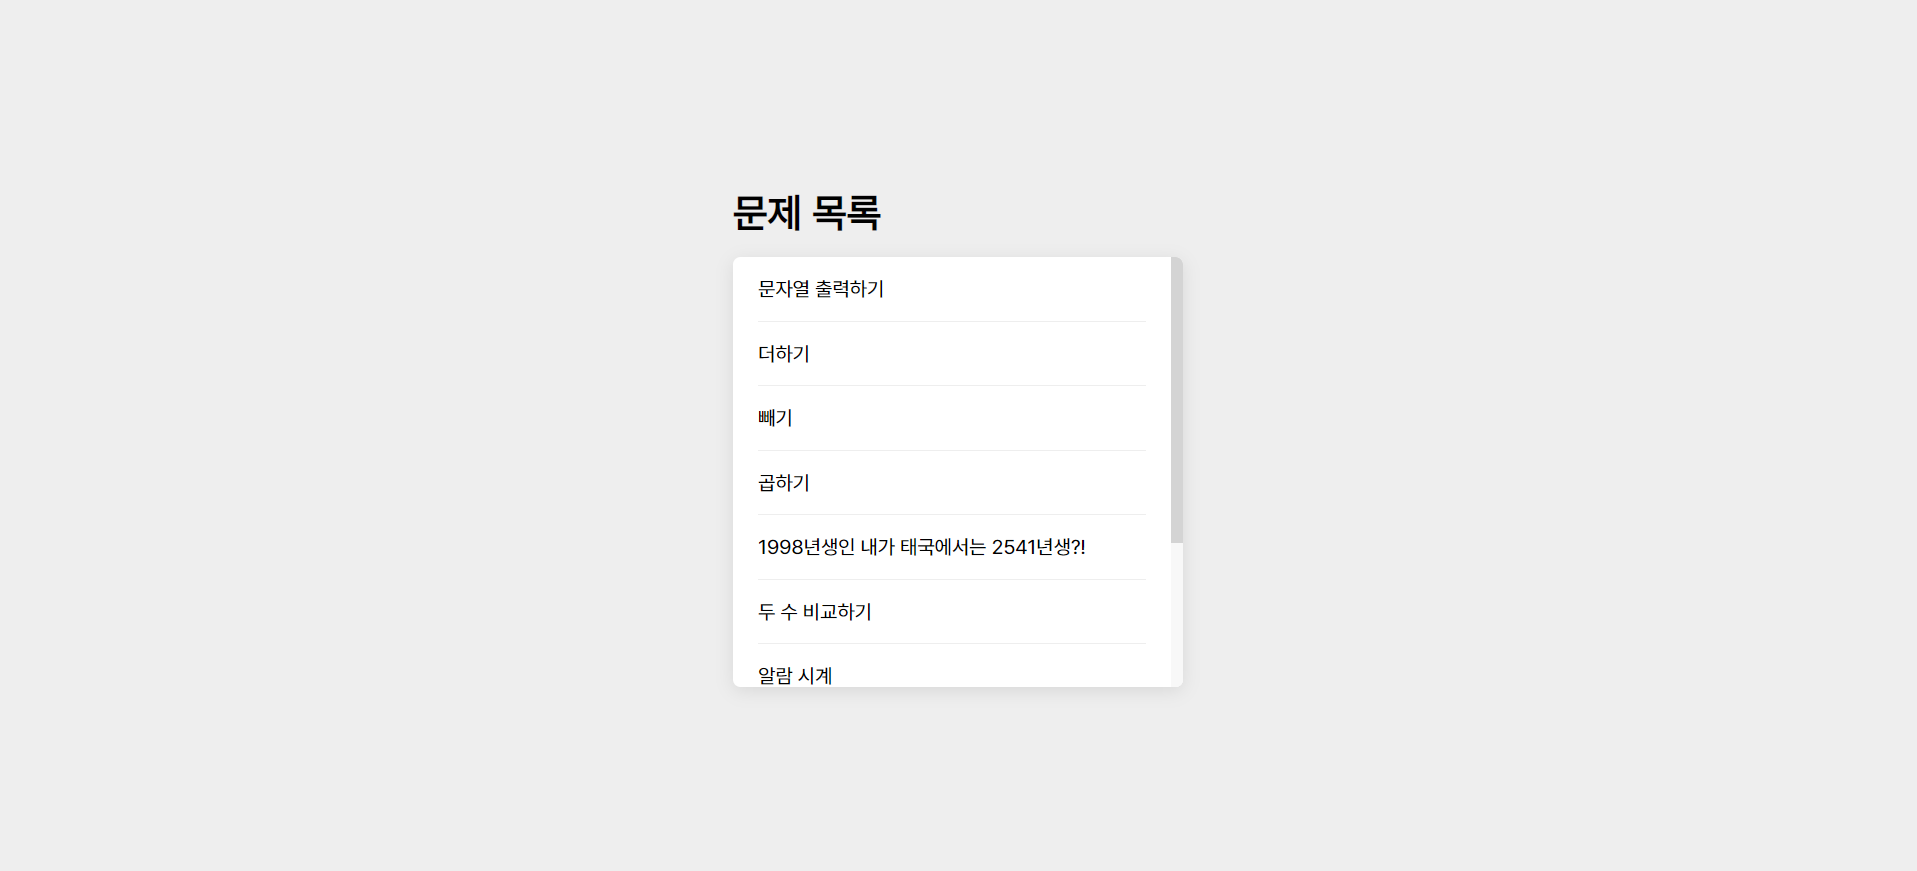 문제 목록
문자열 출력하기
더하기
빼기
곱하기
1998년생인 내가 태국에서는 2541년생?!
두 수 비교하기
알람 시계